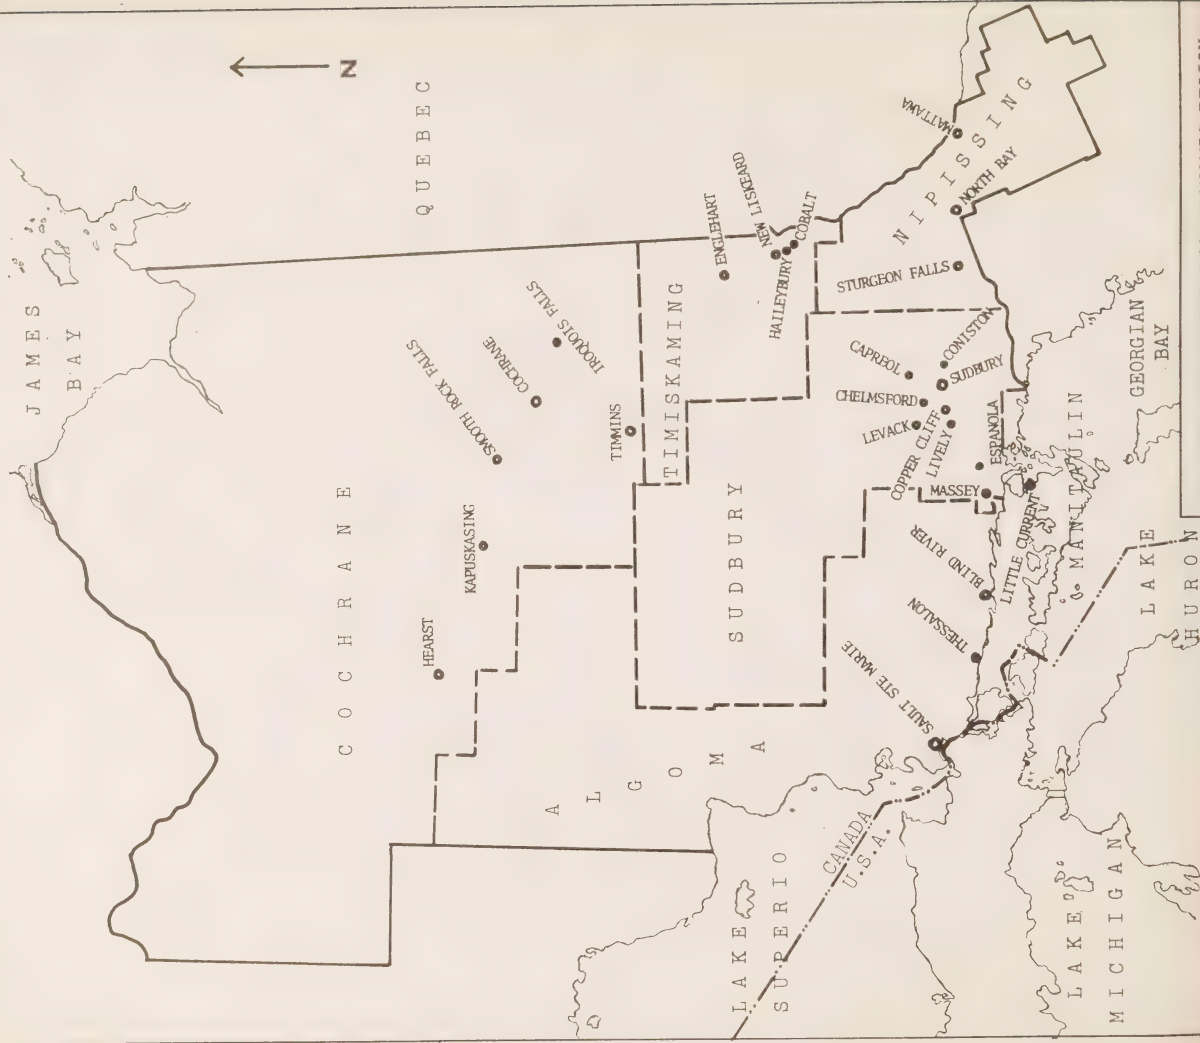 N
QUEBEC
JAMES
BAY
COCHRANE
HEARST
KAPUSKASING
SMOOTH ROCK FALLS
COCHRANE
IROQUOIS FALLS
TIMMINS
TIMISKAMING
ENGLEHART
NEW LISKEARD
HAILEYBURY
COBALT
MATTAWA
NIPISSING
NORTH BAY
STURGEON FALLS
SUDBURY
CAPREOL
CONISTON
SUDBURY
CHELMSFORD
LEVACK
COPPER CLIFF
LIVELY
ESPANOLA
MASSEY
ALGOMA
BLIND RIVER
THESSALON
SAULT STE MARIE
LITTLE CURRENT
MANITAULIN
GEORGIAN
BAY
LAKE
HURON
CANADA
U.S.A.
LAKE
SUPERIO
LAKE
MICHIGAN